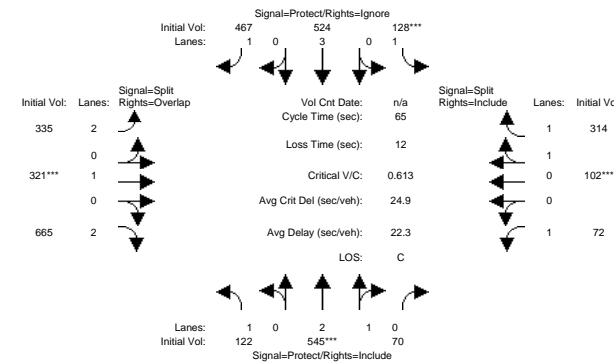 Signal=Protect/Rights=Ignore
Initial Vol: 467 524 128***
Lanes: 1 0 3 0 1
Signal=Split
Initial Vol: Lanes: Rights=Overlap
Vol Cnt Date: n/a
Signal=Split
Rights=Include Lanes: Initial Vo
Cycle Time (sec): 65
335 2
1 314
Loss Time (sec): 12
0
1
321*** 1
Critical V/C: 0.613
0 102***
0
Avg Crit Del (sec/veh): 24.9
0
665 2
Avg Delay (sec/veh): 22.3
1 72
LOS: C
Lanes: 1 0 2 1 0
Initial Vol: 122 545*** 70
Signal=Protect/Rights=Include